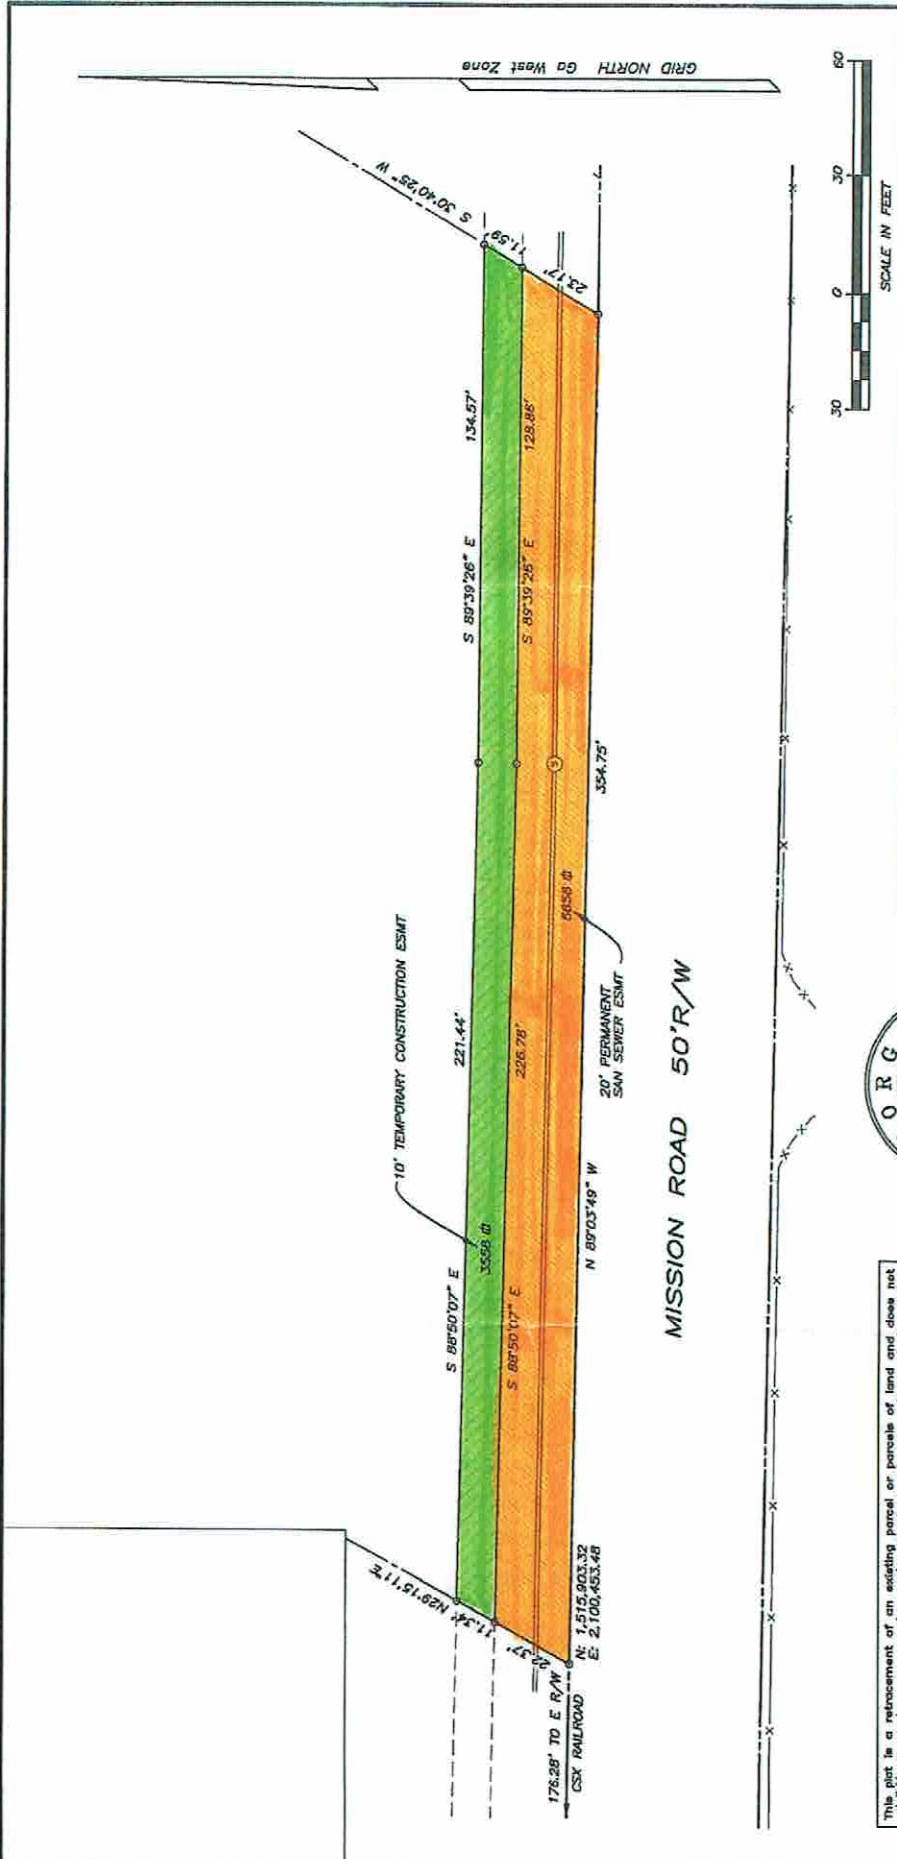 GRID NORTH Ga West Zone
S 30°40'25" W
11.59'
23.17'
134.57'
S 89°39'26" E
128.86'
S 89°39'26" E
S
354.75'
6658
10' TEMPORARY CONSTRUCTION ESMT
221.44'
226.78'
3558
S 88°50'07" E
S 88°50'07" E
20' PERMANENT
SAN SEWER ESMT
N 89°03'49" W
MISSION ROAD 50'R/W
N29°15'11"E
11.34'
22.37'
N: 1,515,903.32
E: 2,100,453.48
176.28' TO E R/W
CSX RAILROAD
60
30
0
30
SCALE IN FEET
O R G
This plat is a retracement of an existing parcel or parcels of land and does not